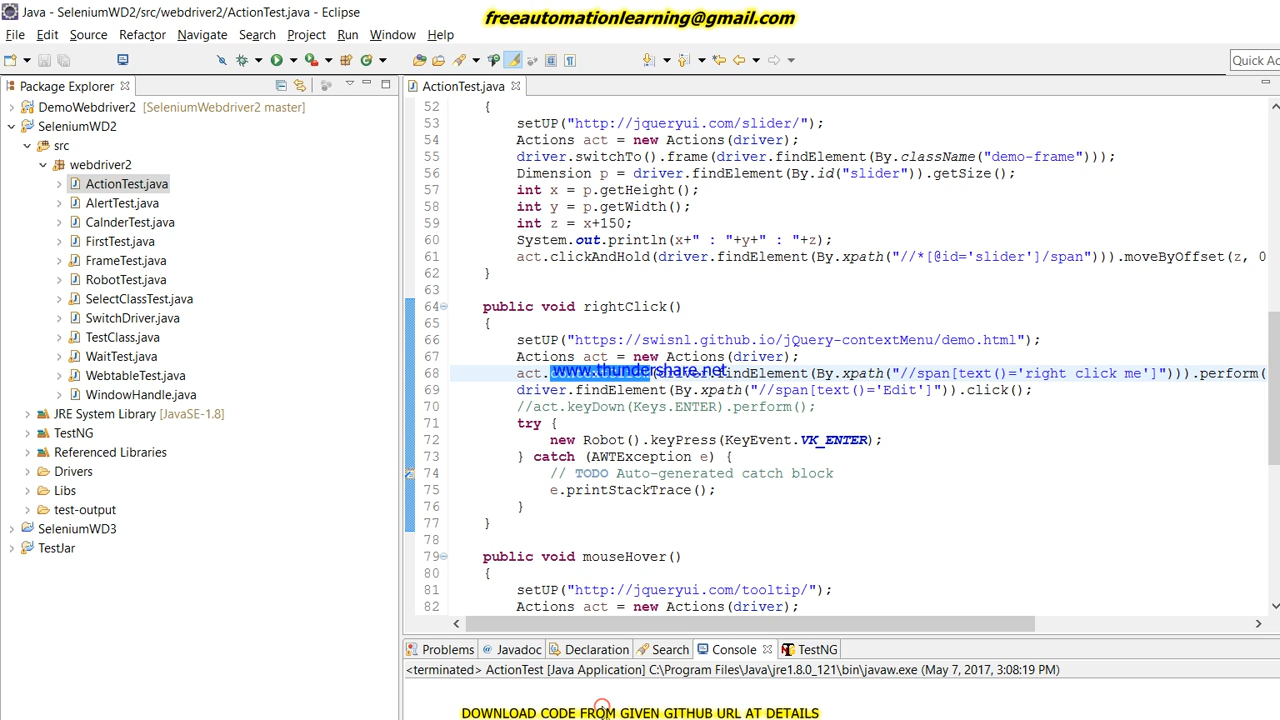 Java - SeleniumWD2/src/webdriver2/ActionTest.java - Eclipse
freeautomationlearning@gmail.com
File Edit Source Refactor Navigate Search Project Run Window Help
Quick Ac
Package Explorer
ActionTest.java
DemoWebdriver2 [SeleniumWebdriver2 master]
SeleniumWD2
src
webdriver2
ActionTest.java
AlertTest.java
CalnderTest.java
FirstTest.java
FrameTest.java
RobotTest.java
SelectClassTest.java
SwitchDriver.java
TestClass.java
WaitTest.java
WebtableTest.java
WindowHandle.java
JRE System Library [JavaSE-1.8]
TestNG
Referenced Libraries
Drivers
Libs
test-output
SeleniumWD3
TestJar
52 {
53 setUP("http://jqueryui.com/slider/");
54 Actions act = new Actions(driver);
55 driver.switchTo().frame(driver.findElement(By.className("demo-frame")));
56 Dimension p = driver.findElement(By.id("slider")).getSize();
57 int x = p.getHeight();
58 int y = p.getWidth();
59 int z = x+150;
60 System.out.println(x+" : "+y+" : "+z);
61 act.clickAndHold(driver.findElement(By.xpath("//*[@id='slider']/span"))).moveByOffset(z, 0
62 }
63
64 public void rightClick()
65 {
66 setUP("https://swisnl.github.io/jQuery-contextMenu/demo.html");
67 Actions act = new Actions(driver);
68 act. (driver.findElement(By.xpath("//span[text()='right click me']"))).perform(
www.thundershare.net
69 driver.findElement(By.xpath("//span[text()='Edit']")).click();
70 //act.keyDown(Keys.ENTER).perform();
71 try {
72 new Robot().keyPress(KeyEvent.VK_ENTER);
73 } catch (AWTException e) {
74 // TODO Auto-generated catch block
75 e.printStackTrace();
76 }
77 }
78
79 public void mouseHover()
80 {
81 setUP("http://jqueryui.com/tooltip/");
82 Actions act = new Actions(driver);
Problems Javadoc Declaration Search Console TestNG
<terminated> ActionTest [Java Application] C:\Program Files\Java\jre1.8.0_121\bin\javaw.exe (May 7, 2017, 3:08:19 PM)
DOWNLOAD CODE FROM GIVEN GITHUB URL AT DETAILS